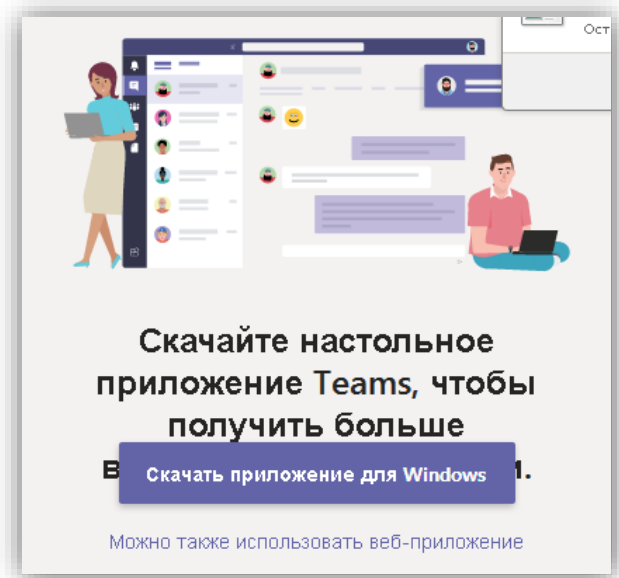 Ост
Скачайте настольное
приложение Teams, чтобы
получить больше
Скачать приложение для Windows
Можно также использовать веб-приложение